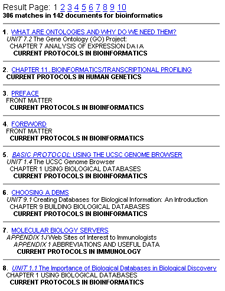 Result Page: 1 2 3 4 5 6 7 8 9 10
386 matches in 142 documents for bioinformatics
1. WHAT ARE ONTOLOGIES AND WHY DO WE NEED THEM?
UNIT 7.2 The Gene Ontology (GO) Project
CHAPTER 7 ANALYSIS OF EXPRESSION DATA
CURRENT PROTOCOLS IN BIOINFORMATICS
2. CHAPTER 11. BIOINFORMATICS/TRANSCRIPTIONAL PROFILING
CURRENT PROTOCOLS IN HUMAN GENETICS
3. PREFACE
FRONT MATTER
CURRENT PROTOCOLS IN BIOINFORMATICS
4. FOREWORD
FRONT MATTER
CURRENT PROTOCOLS IN BIOINFORMATICS
5. BASIC PROTOCOL: USING THE UCSC GENOME BROWSER
UNIT 1.4 The UCSC Genome Browser
CHAPTER 1 USING BIOLOGICAL DATABASES
CURRENT PROTOCOLS IN BIOINFORMATICS
6. CHOOSING A DBMS
UNIT 9.1 Creating Databases for Biological Information: An Introduction
CHAPTER 9 BUILDING BIOLOGICAL DATABASES
CURRENT PROTOCOLS IN BIOINFORMATICS
7. MOLECULAR BIOLOGY SERVERS
APPENDIX 1J Web Sites of Interest to Immunologists
APPENDIX 1 ABBREVIATIONS AND USEFUL DATA
CURRENT PROTOCOLS IN IMMUNOLOGY
8. UNIT 1.1 The Importance of Biological Databases in Biological Discovery
CHAPTER 1 USING BIOLOGICAL DATABASES
CURRENT PROTOCOLS IN BIOINFORMATICS